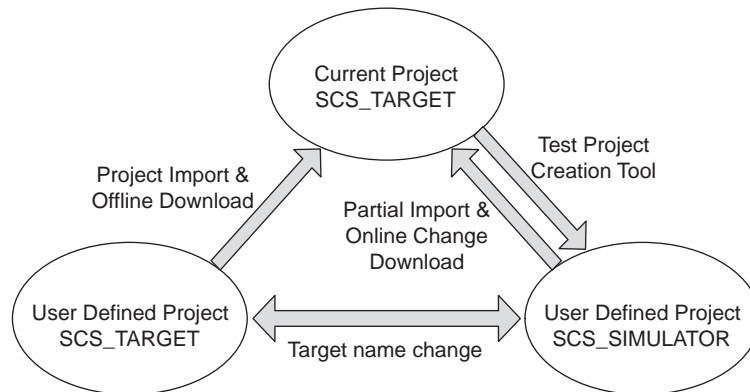 Current Project
SCS_TARGET
Test Project
Creation Tool
Project Import &
Offline Download
Partial Import &
Online Change
Download
User Defined Project
SCS_TARGET
User Defined Project
SCS_SIMULATOR
Target name change